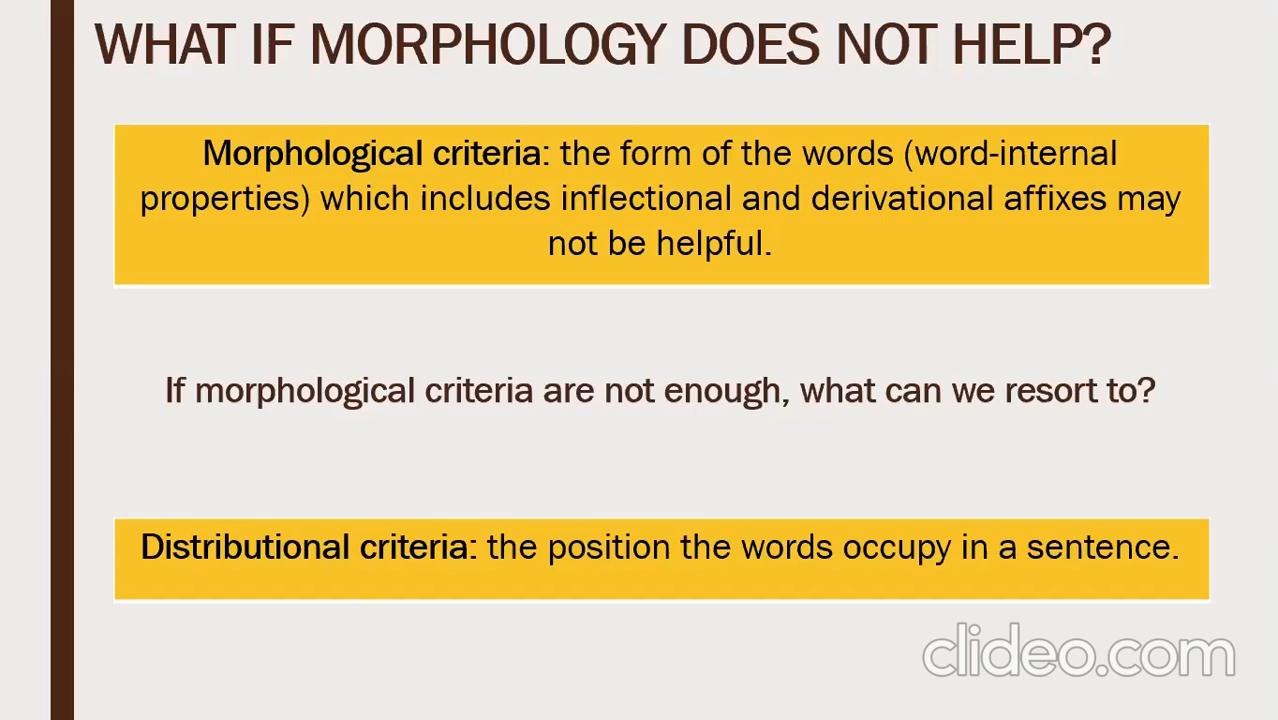 WHAT IF MORPHOLOGY DOES NOT HELP?
Morphological criteria: the form of the words (word-internal
properties) which includes inflectional and derivational affixes may
not be helpful.
If morphological criteria are not enough, what can we resort to?
Distributional criteria: the position the words occupy in a sentence.
clideo.com